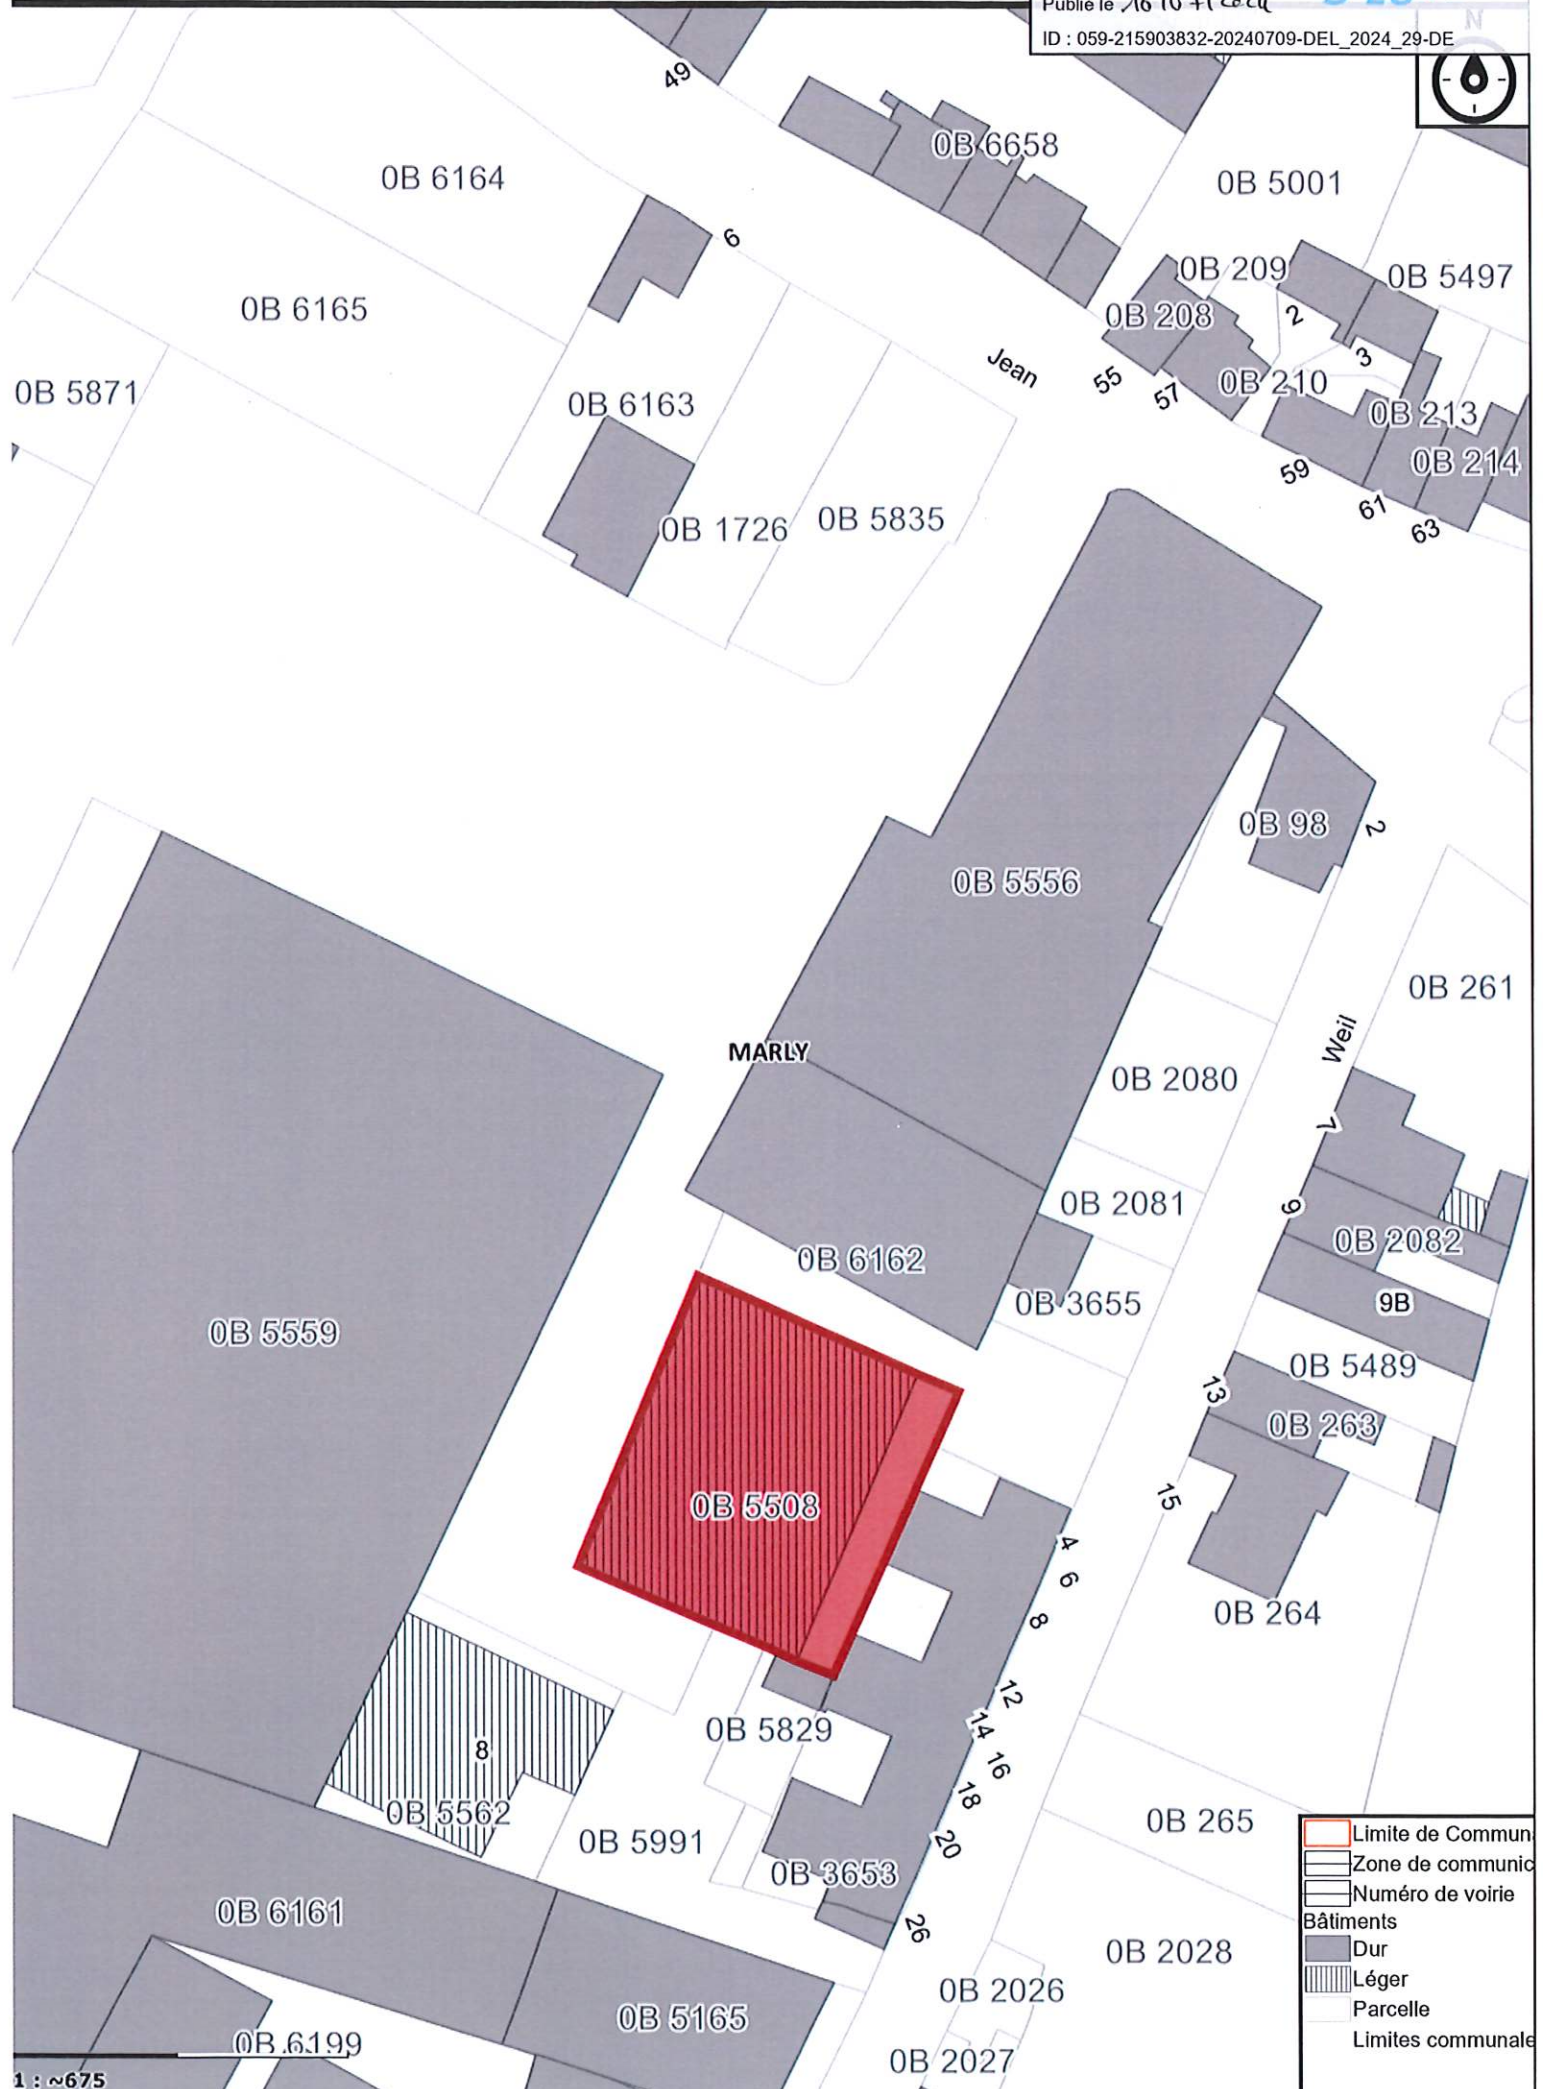 Publié le
ID : 059-215903832-20240709-DEL_2024_29-DE
N
49
0B 6658
0B 6164
0B 5001
6
0B 209
0B 5497
0B 6165
0B 208
2
3
Jean
0B 5871
55
57
0B 210
0B 6163
0B 213
59
0B 214
0B 1726
0B 5835
61
63
0B 98
2
0B 5556
0B 261
Weil
MARLY
0B 2080
7
0B 2081
9
0B 2082
0B 6162
0B 3655
9B
0B 5559
0B 5489
13
0B 263
0B 5508
15
4
6
8
0B 264
12
14
0B 5829
16
8
18
0B 5562
0B 5991
20
0B 265
0B 3653
0B 6161
26
0B 2028
0B 2026
0B 5165
0B 6199
0B 2027
Limite de Commun
Zone de communic
Numéro de voirie
Bâtiments
Dur
Léger
Parcelle
Limites communale
1 : ~675